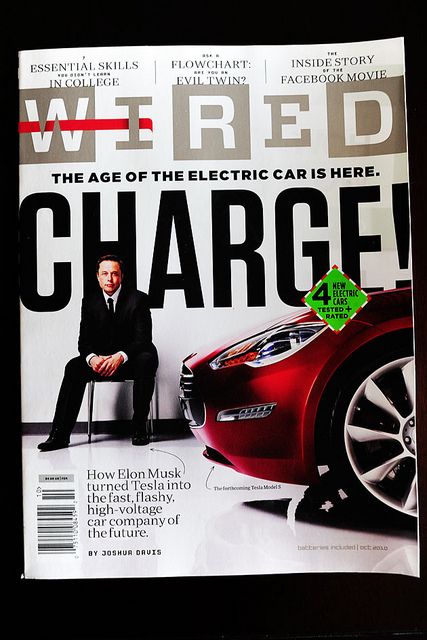 7
ESSENTIAL SKILLS
YOU DIDN'T LEARN
IN COLLEGE
ASK A
FLOWCHART:
ARE YOU AN
EVIL TWIN?
THE
INSIDE STORY
OF THE
FACEBOOK MOVIE
WIRED
THE AGE OF THE ELECTRIC CAR IS HERE.
CHARGE!
4 NEW
ELECTRIC
CARS
TESTED +
RATED
How Elon Musk
turned Tesla into
the fast, flashy,
high-voltage
car company of
the future.
BY JOSHUA DAVIS
The forthcoming Tesla Model S
batteries included | oct 2010